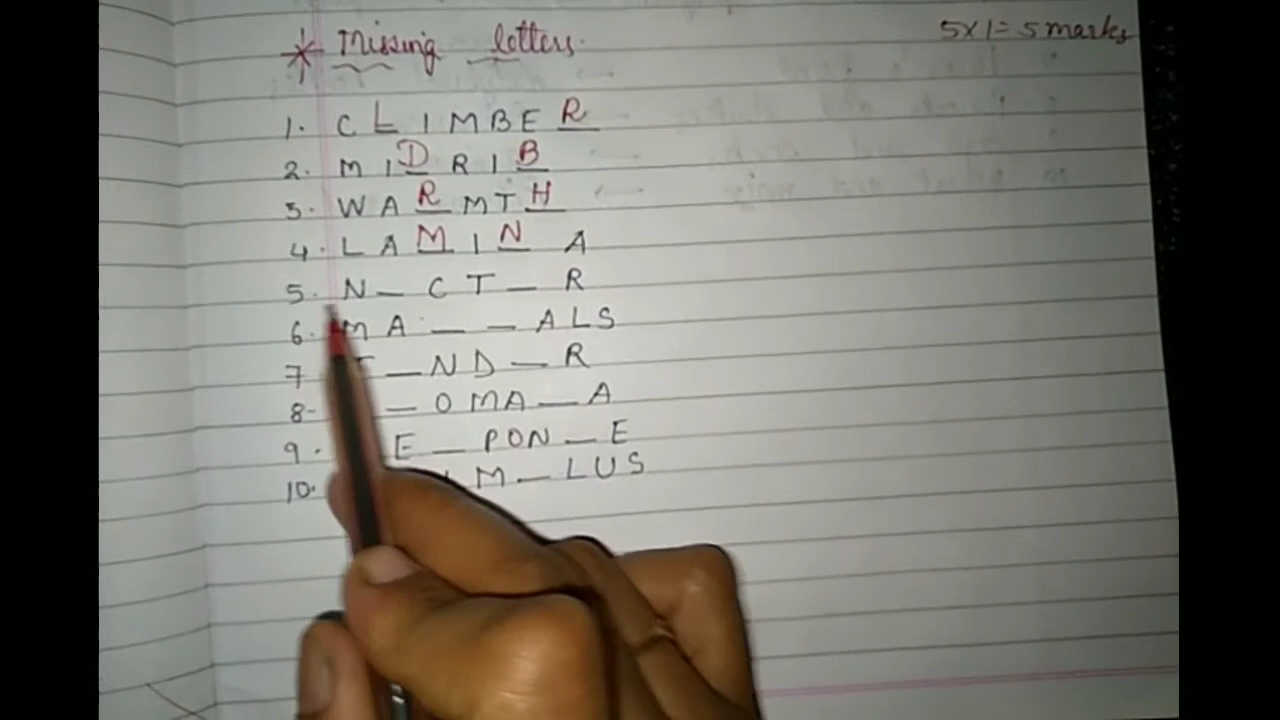 * Missing letters. 5x1=5 marks
1. C L I M B E R
2. M I D R I B
3. W A R M T H
4. L A M I N A
5. N _ C T _ R
6. M A _ _ A L S
7 T _ N D _ R
8- _ O M A _ A
9. E _ P O N _ E
10. M _ L U S